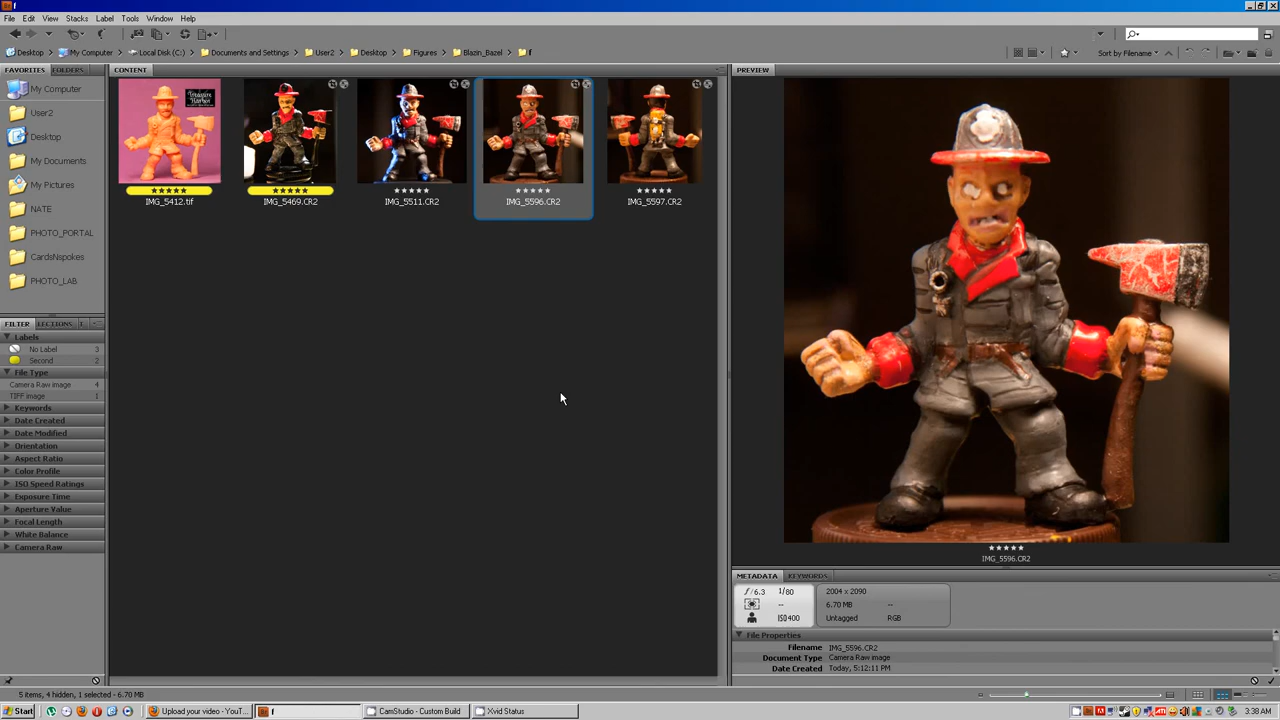 f
File Edit View Stacks Label Tools Window Help
Desktop My Computer Local Disk (C:) Documents and Settings User2 Desktop Figures Blazin_Bazel f
Sort by Filename
FAVORITES FOLDERS
My Computer
User2
Desktop
My Documents
My Pictures
NATE
PHOTO_PORTAL
CardsNspokes
PHOTO_LAB
FILTER LECTIONS
Labels
No Label 3
Second 2
File Type
Camera Raw image 4
TIFF image 1
Keywords
Date Created
Date Modified
Orientation
Aspect Ratio
Color Profile
ISO Speed Ratings
Exposure Time
Aperture Value
Focal Length
White Balance
Camera Raw
CONTENT
IMG_5412.tif IMG_5469.CR2 IMG_5511.CR2 IMG_5596.CR2 IMG_5597.CR2
PREVIEW
IMG_5596.CR2
METADATA KEYWORDS
f/6.3 1/80
--
ISO400
2004 x 2090
6.70 MB --
Untagged RGB
File Properties
Filename IMG_5596.CR2
Document Type Camera Raw image
Date Created Today, 5:12:11 PM
5 items, 4 hidden, 1 selected - 6.70 MB
Start Upload your video - YouT... f CamStudio - Custom Build Xvid Status 3:38 AM